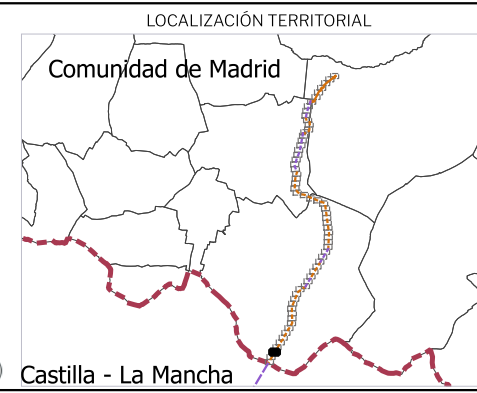 LOCALIZACIÓN TERRITORIAL
Comunidad de Madrid
Castilla - La Mancha